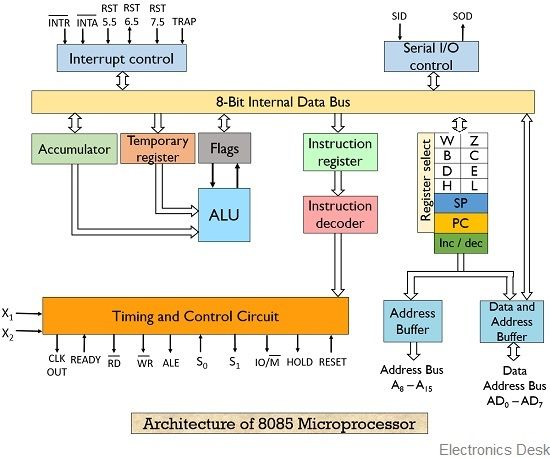 INTR INTA RST 5.5 RST 6.5 RST 7.5 TRAP
SID SOD
Interrupt control
Serial I/O
control
8-Bit Internal Data Bus
Accumulator
Temporary
register
Flags
Instruction
register
Register select
W Z
B C
D E
H L
SP
PC
Inc / dec
ALU
Instruction
decoder
X₁
X₂
Timing and Control Circuit
CLK
OUT
READY
RD
WR
ALE
S₀
S₁
IO/M
HOLD
RESET
Address
Buffer
Data and
Address
Buffer
Address Bus
A₈ – A₁₅
Data
Address Bus
AD₀ – AD₇
Architecture of 8085 Microprocessor
Electronics Desk